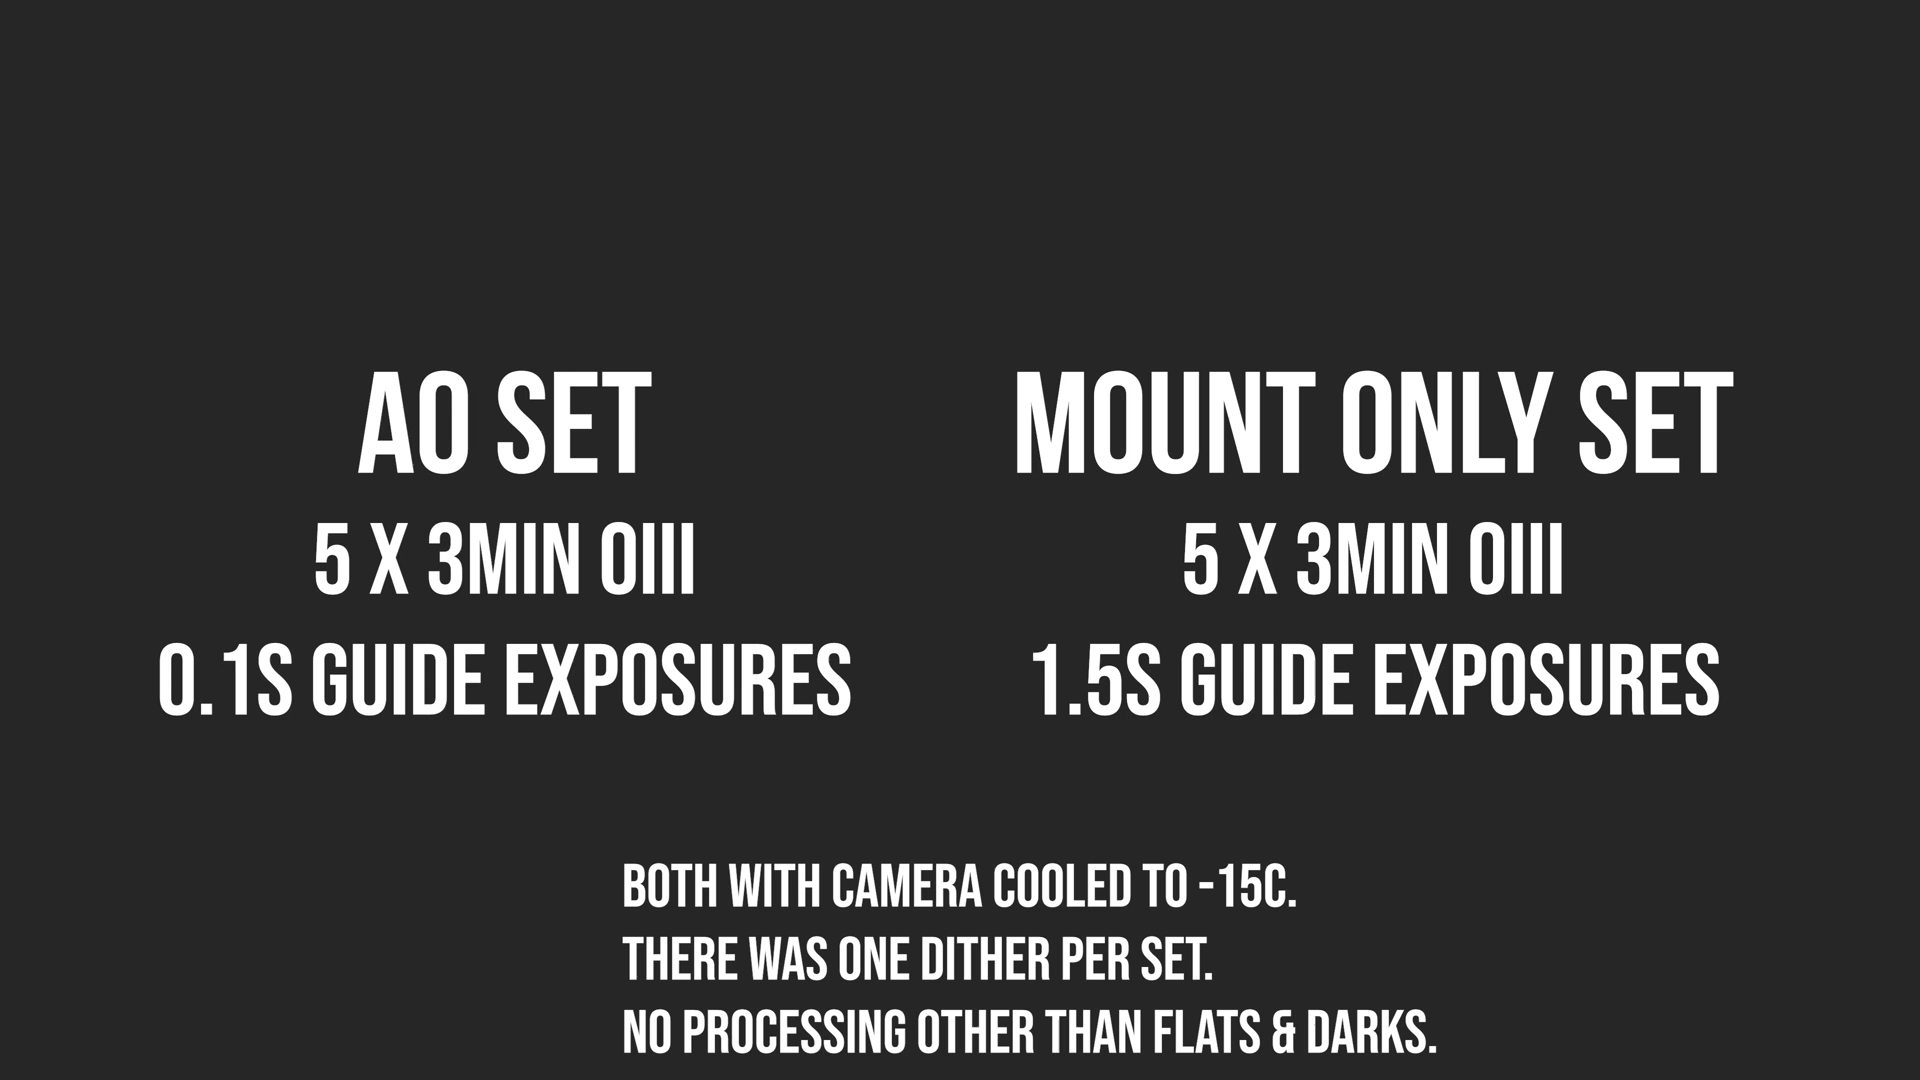 AO SET
5 X 3MIN OIII
0.1S GUIDE EXPOSURES
MOUNT ONLY SET
5 X 3MIN OIII
1.5S GUIDE EXPOSURES
BOTH WITH CAMERA COOLED TO -15C.
THERE WAS ONE DITHER PER SET.
NO PROCESSING OTHER THAN FLATS & DARKS.